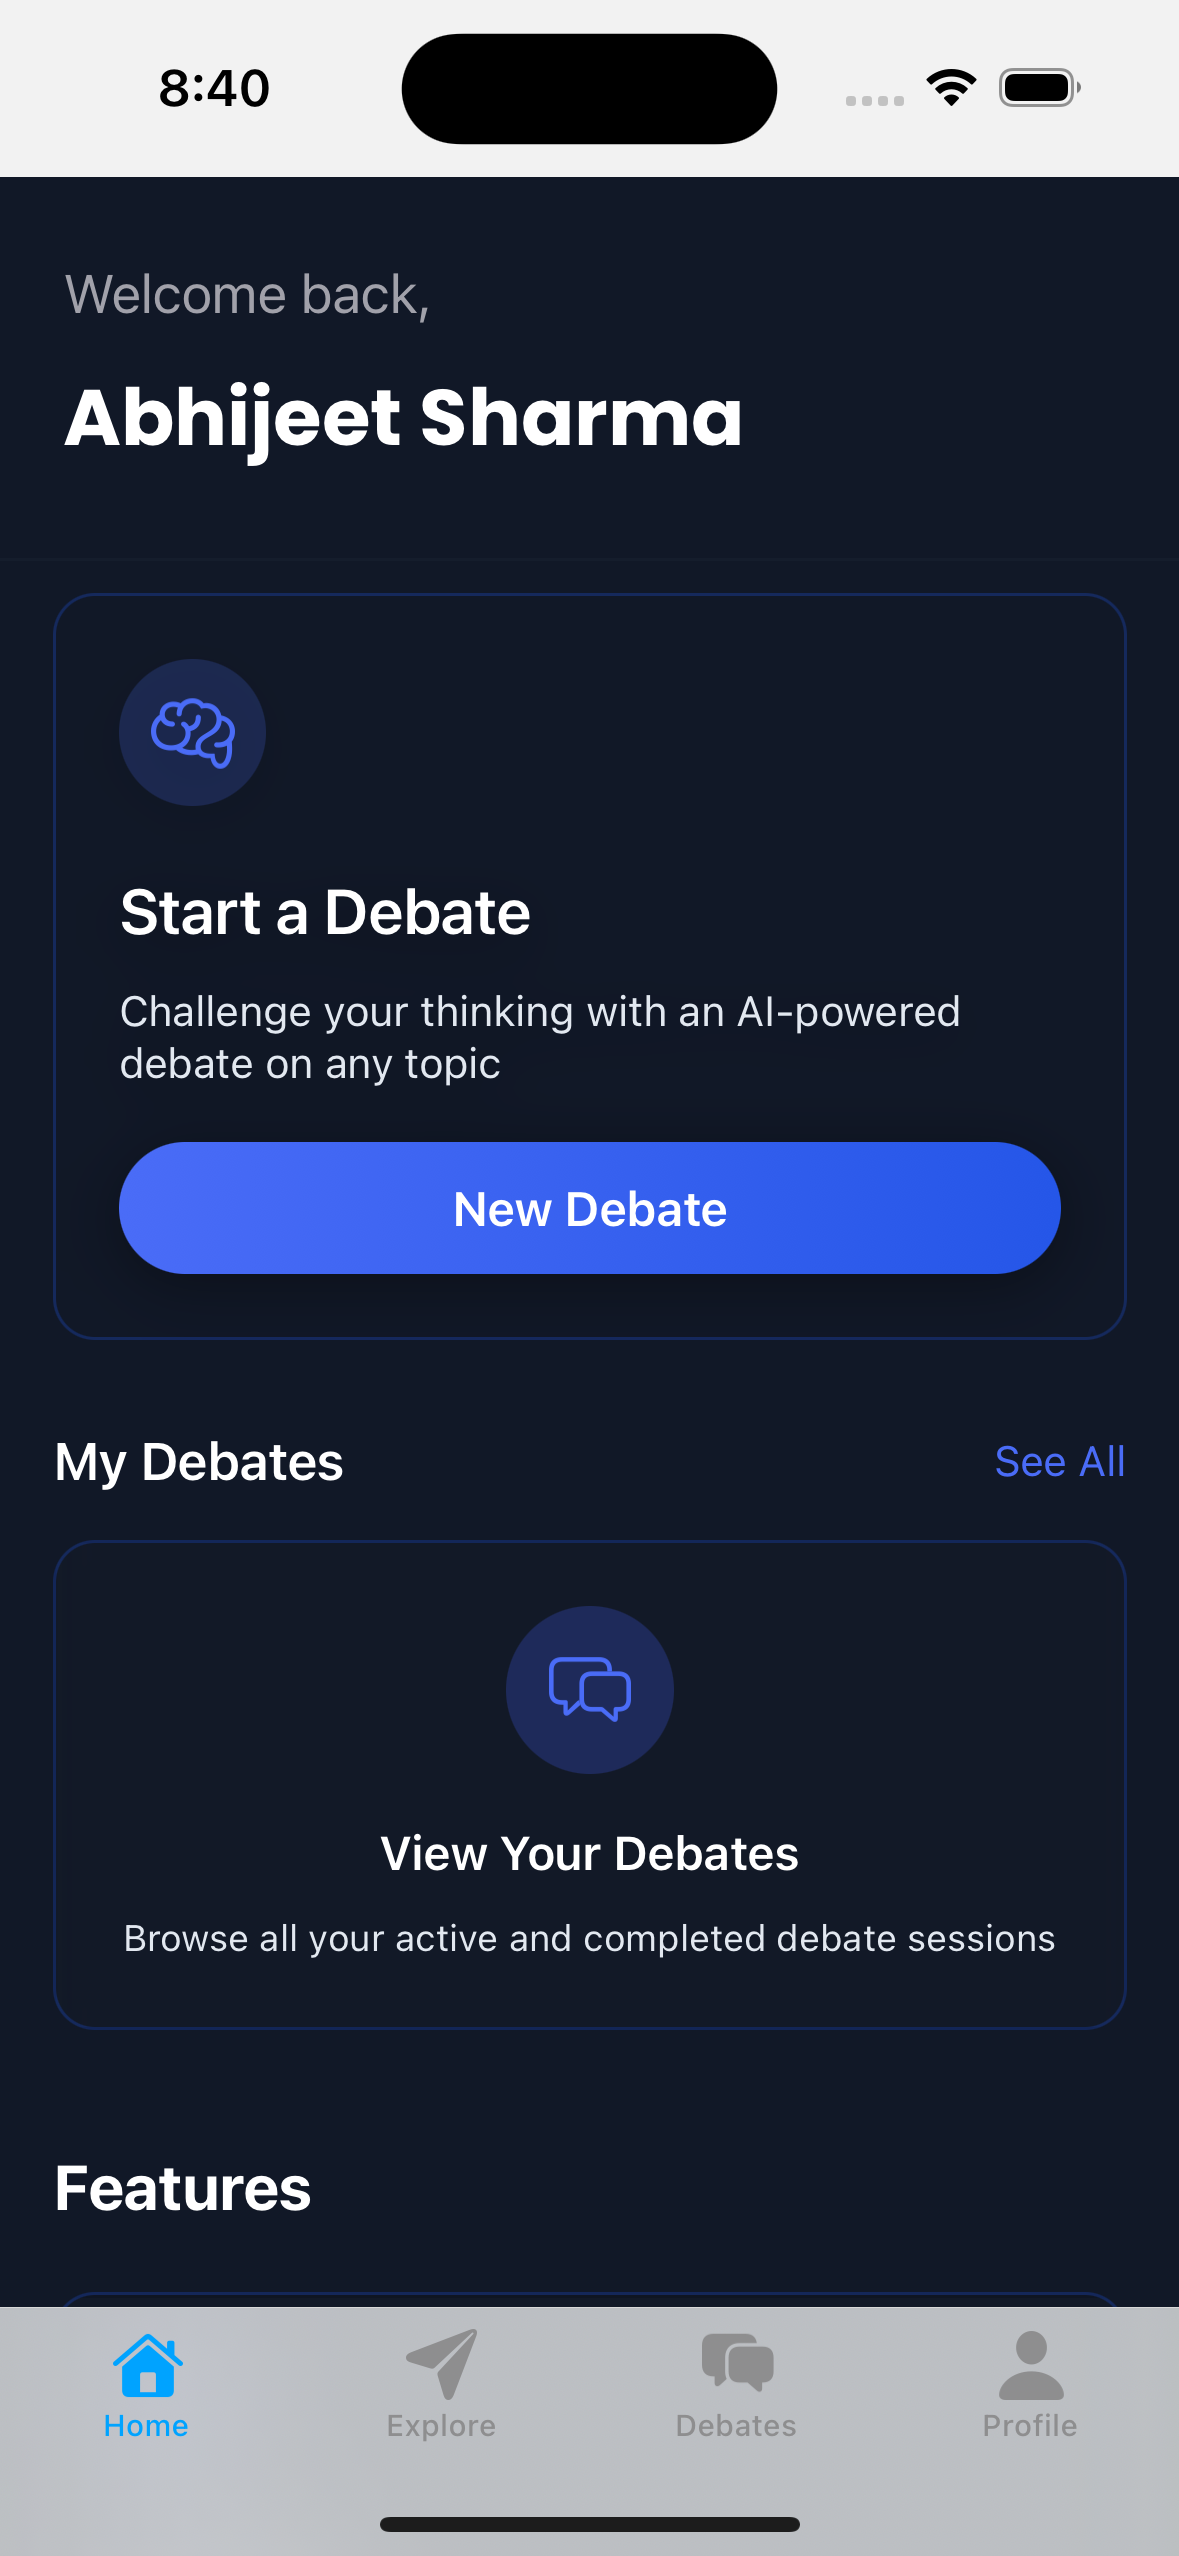 8:40
Welcome back,
Abhijeet Sharma
Start a Debate
Challenge your thinking with an AI-powered
debate on any topic
New Debate
My Debates
See All
View Your Debates
Browse all your active and completed debate sessions
Features
Home
Explore
Debates
Profile